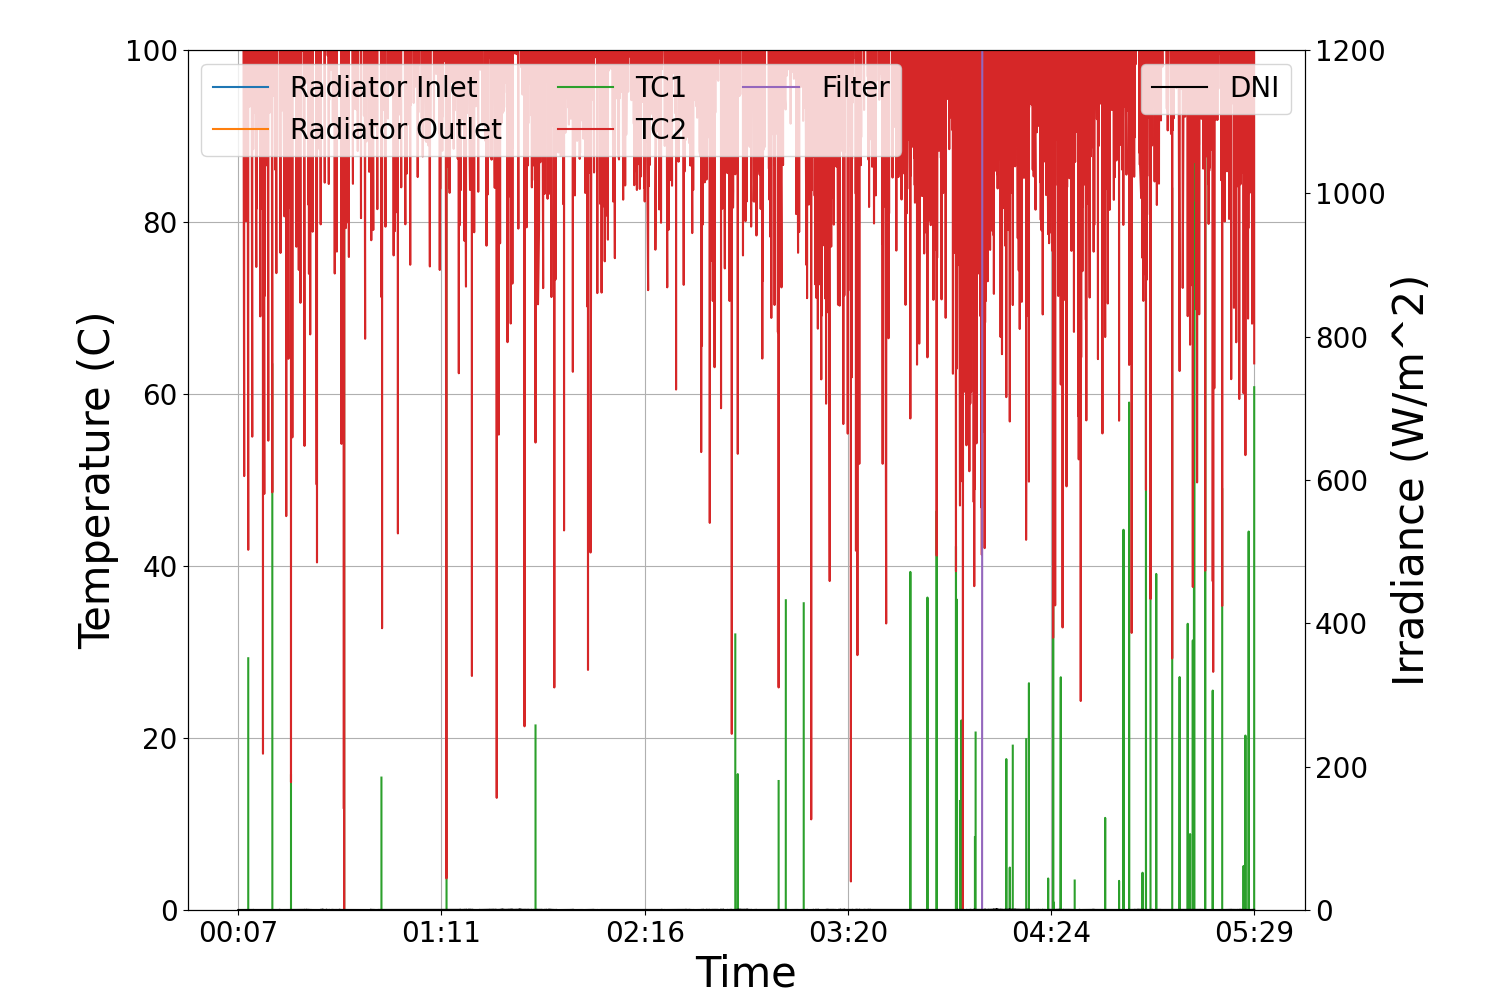 100
80
60
40
20
0
Temperature (C)
Radiator Inlet
Radiator Outlet
TC1
TC2
Filter
DNI
1200
1000
800
600
400
200
0
Irradiance (W/m^2)
00:07
01:11
02:16
03:20
04:24
05:29
Time